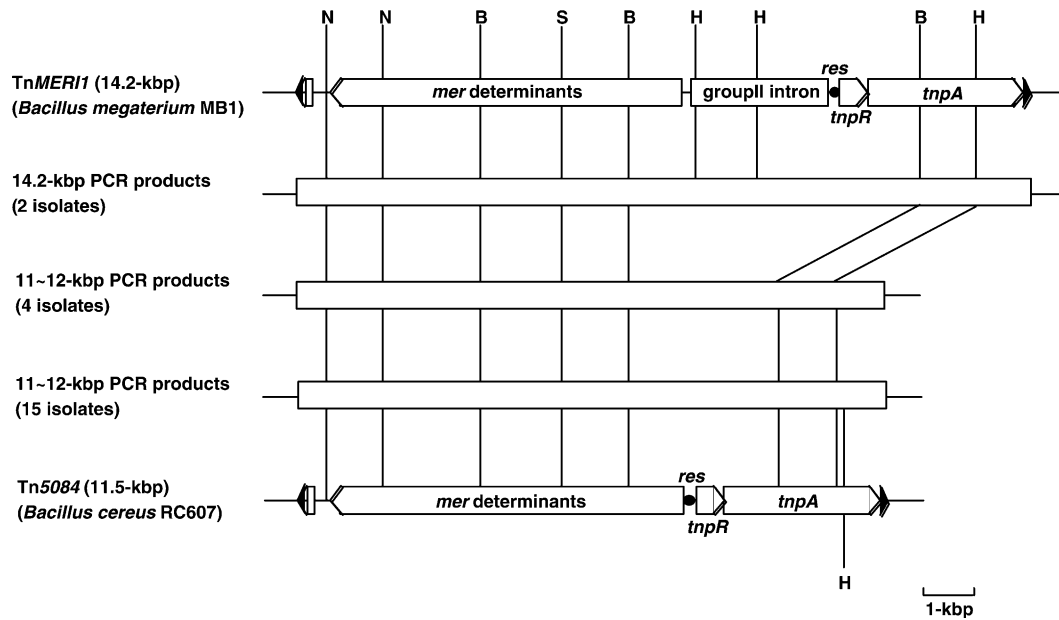 N N B S B H H B H
TnMERI1 (14.2-kbp)
(Bacillus megaterium MB1)
mer determinants
groupII intron
res
tnpR
tnpA
14.2-kbp PCR products
(2 isolates)
11~12-kbp PCR products
(4 isolates)
11~12-kbp PCR products
(15 isolates)
Tn5084 (11.5-kbp)
(Bacillus cereus RC607)
mer determinants
res
tnpR
tnpA
H
1-kbp